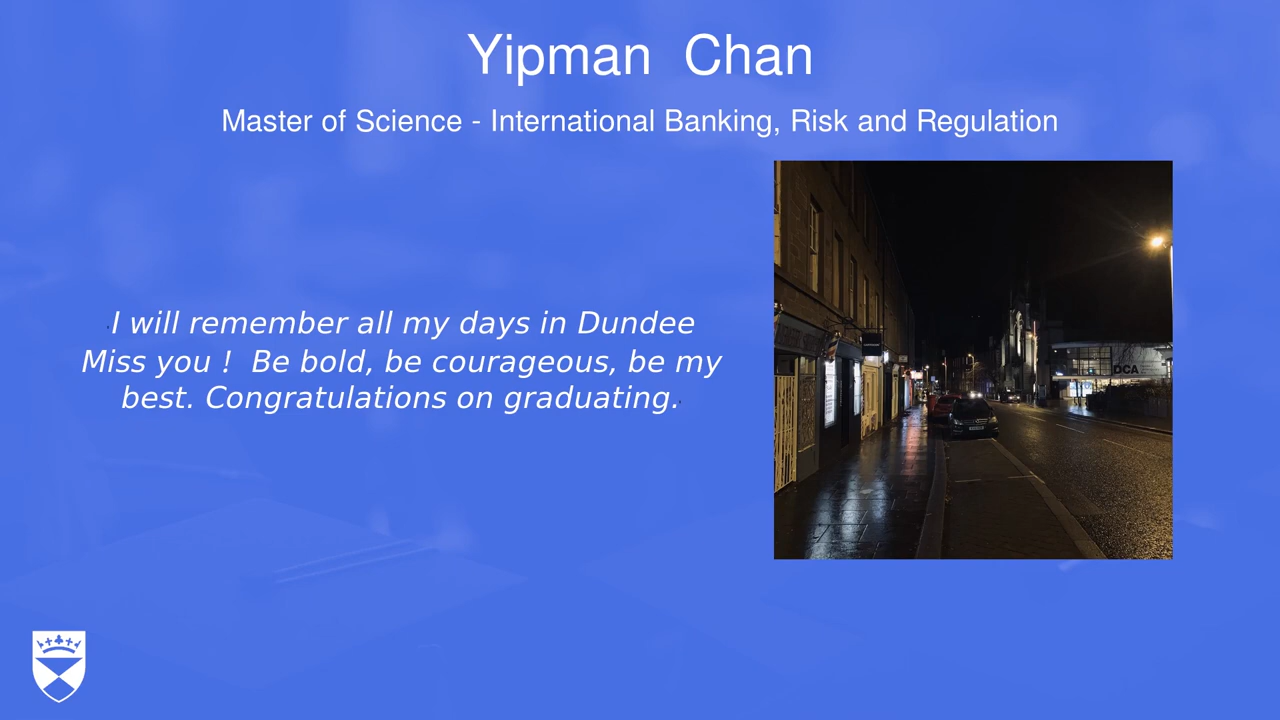 Yipman Chan
Master of Science - International Banking, Risk and Regulation
I will remember all my days in Dundee
Miss you ! Be bold, be courageous, be my
best. Congratulations on graduating.
DCA